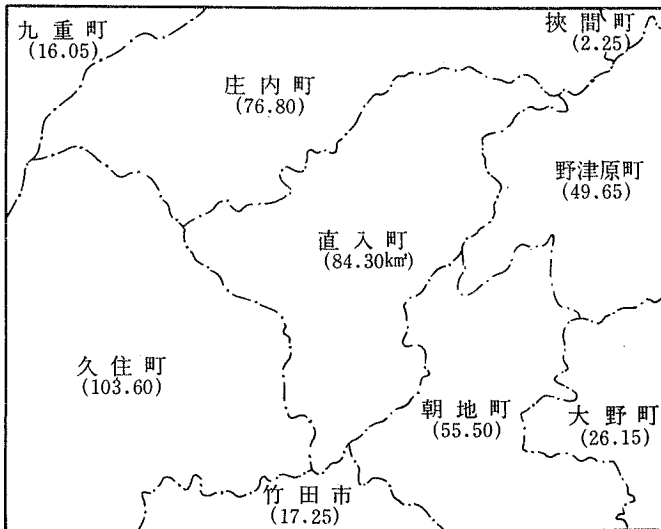 九重町
(16.05)
挾間町
(2.25)
庄内町
(76.80)
野津原町
(49.65)
直入町
(84.30km²)
久住町
(103.60)
朝地町
(55.50)
大野町
(26.15)
竹田市
(17.25)